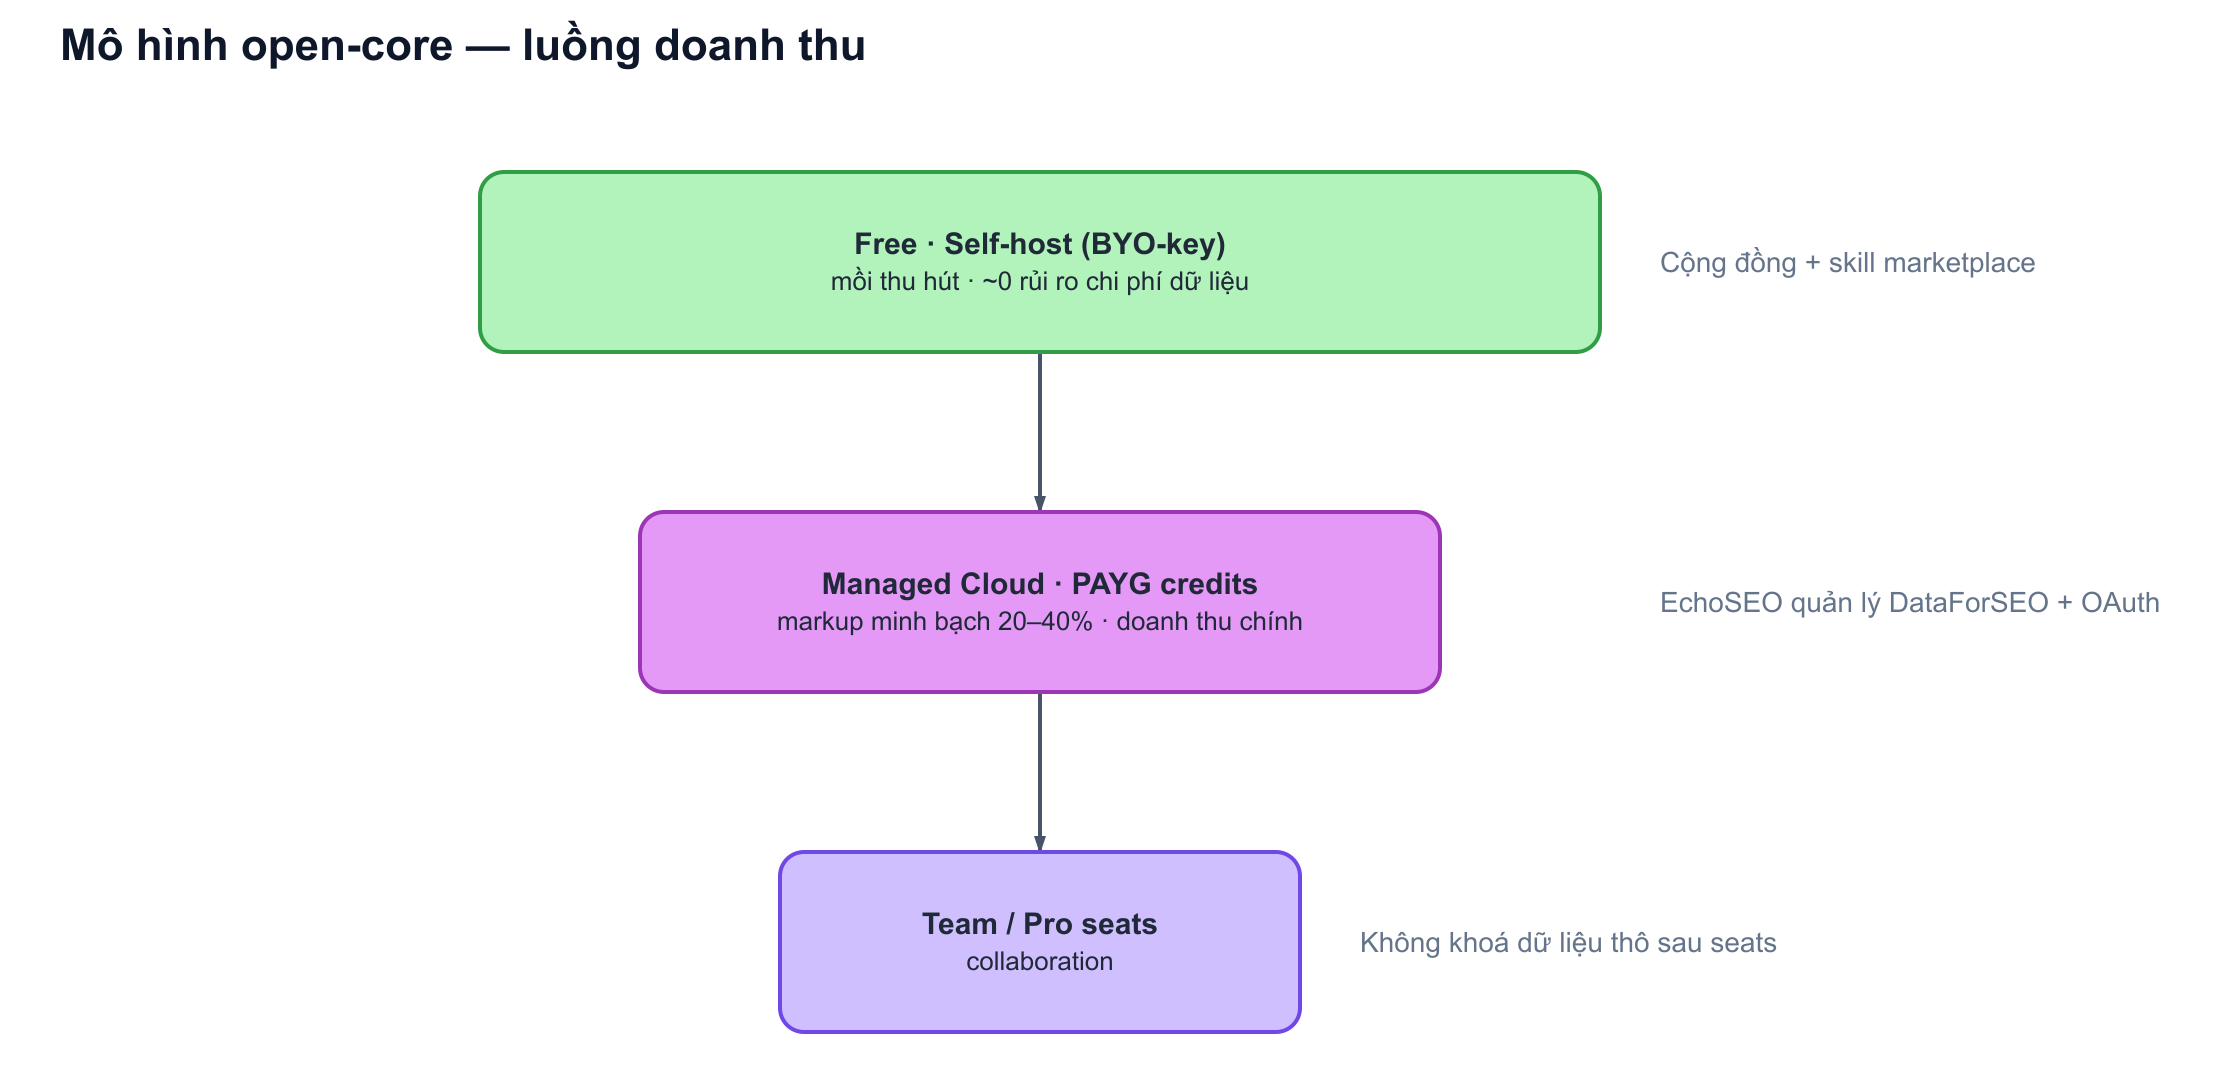 Mô hình open-core — luồng doanh thu
Free · Self-host (BYO-key)
mồi thu hút · ~0 rủi ro chi phí dữ liệu
Cộng đồng + skill marketplace
Managed Cloud · PAYG credits
markup minh bạch 20–40% · doanh thu chính
EchoSEO quản lý DataForSEO + OAuth
Team / Pro seats
collaboration
Không khoá dữ liệu thô sau seats